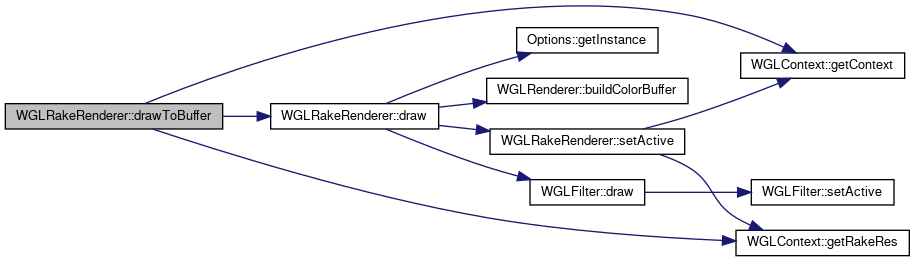 WGLRakeRenderer::drawToBuffer
WGLRakeRenderer::draw
Options::getInstance
WGLRenderer::buildColorBuffer
WGLRakeRenderer::setActive
WGLFilter::draw
WGLContext::getContext
WGLFilter::setActive
WGLContext::getRakeRes